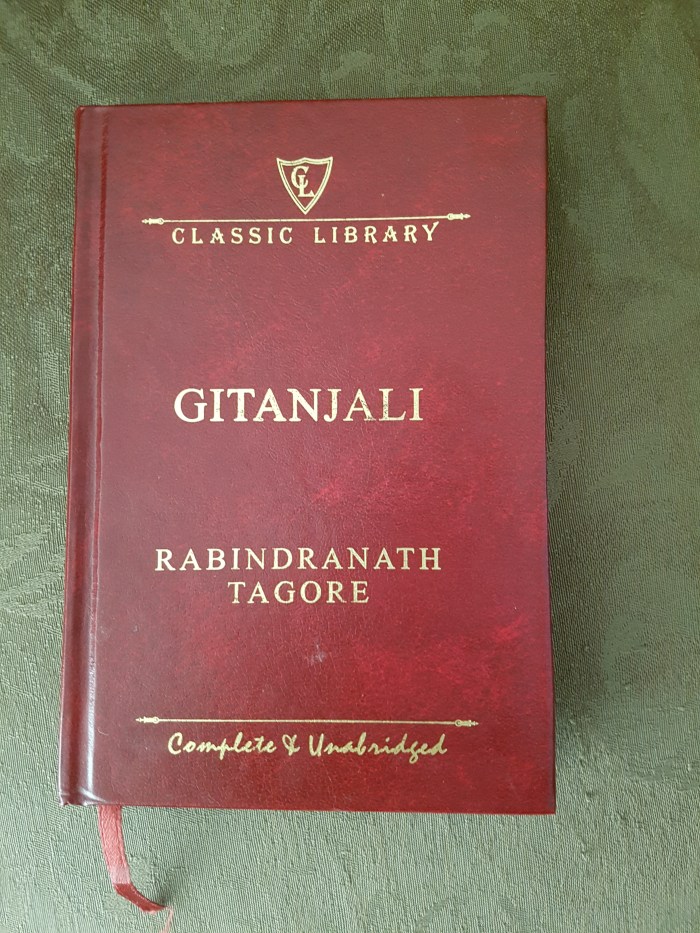 CL
CLASSIC LIBRARY
GITANJALI
RABINDRANATH
TAGORE
Complete & Unabridged